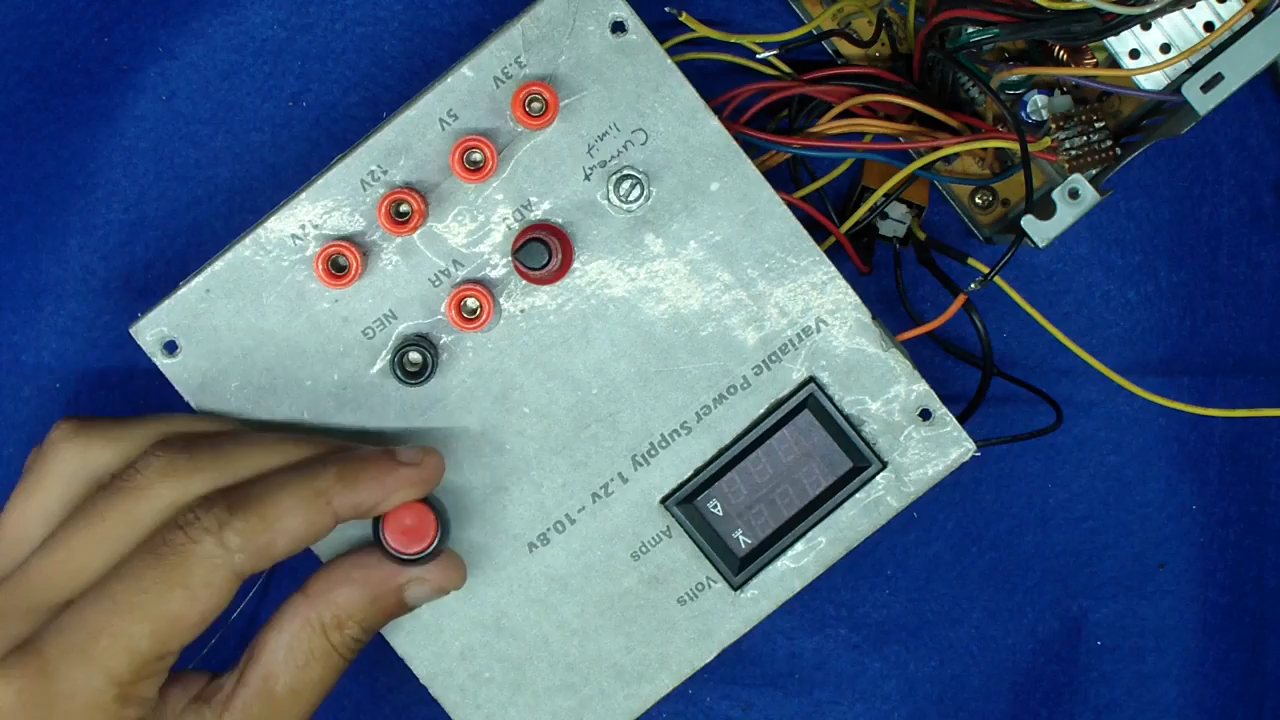 3.3V
5V
12V
12V
Current
limit
ADJ
VAR
NEG
Variable Power Supply 1.2v ~ 10.8v
Amps
Volts
A
V